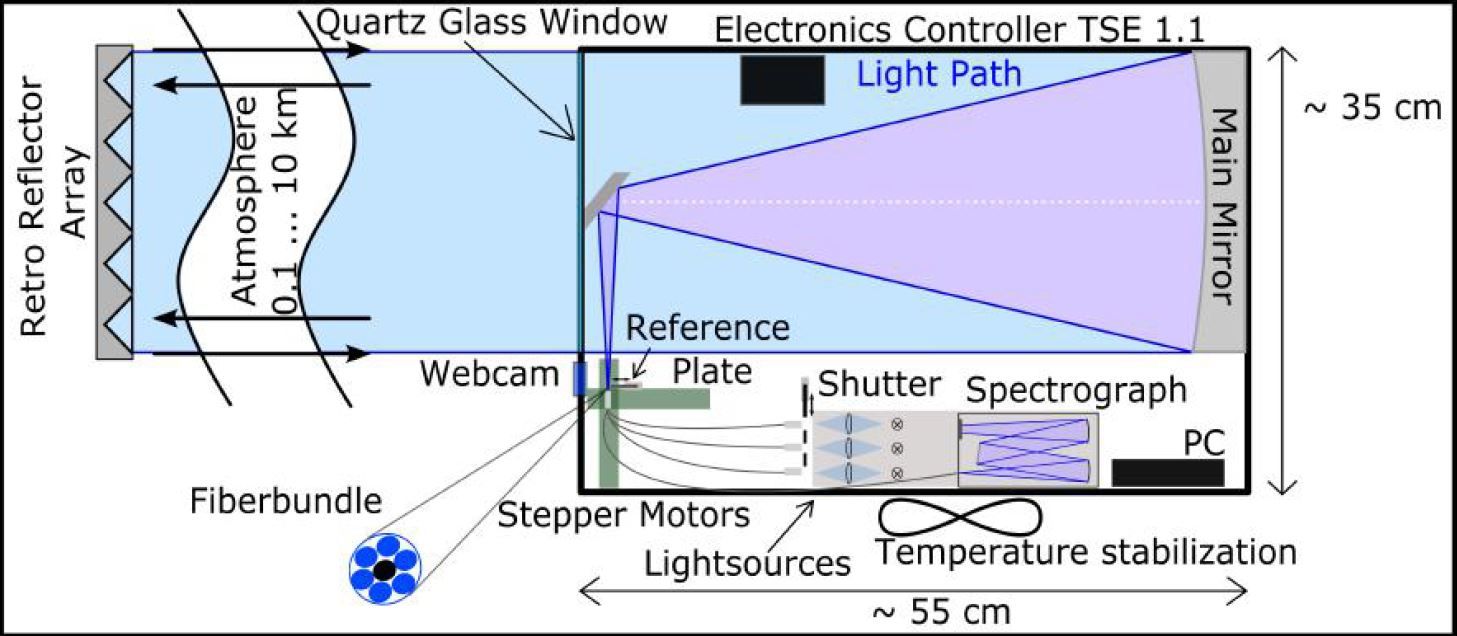 Quartz Glass Window
Electronics Controller TSE 1.1
Light Path
~ 35 cm
Retro Reflector
Array
Atmosphere
0.1 ... 10 km
Main Mirror
Reference
Plate
Webcam
Shutter
Spectrograph
PC
Fiberbundle
Stepper Motors
Lightsources
Temperature stabilization
~ 55 cm